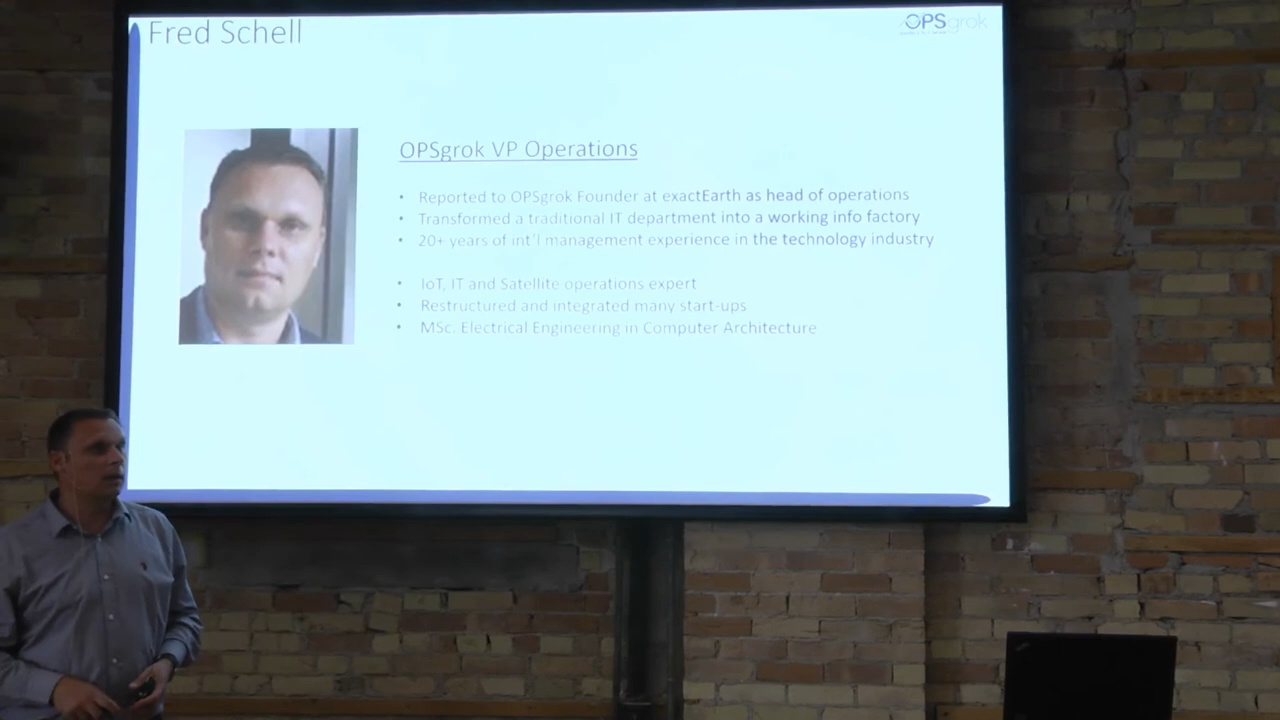 Fred Schell
OPSgrok
OPSgrok VP Operations
• Reported to OPSgrok Founder at exactEarth as head of operations
• Transformed a traditional IT department into a working info factory
• 20+ years of int'l management experience in the technology industry
• IoT, IT and Satellite operations expert
• Restructured and integrated many start-ups
• MSc. Electrical Engineering in Computer Architecture